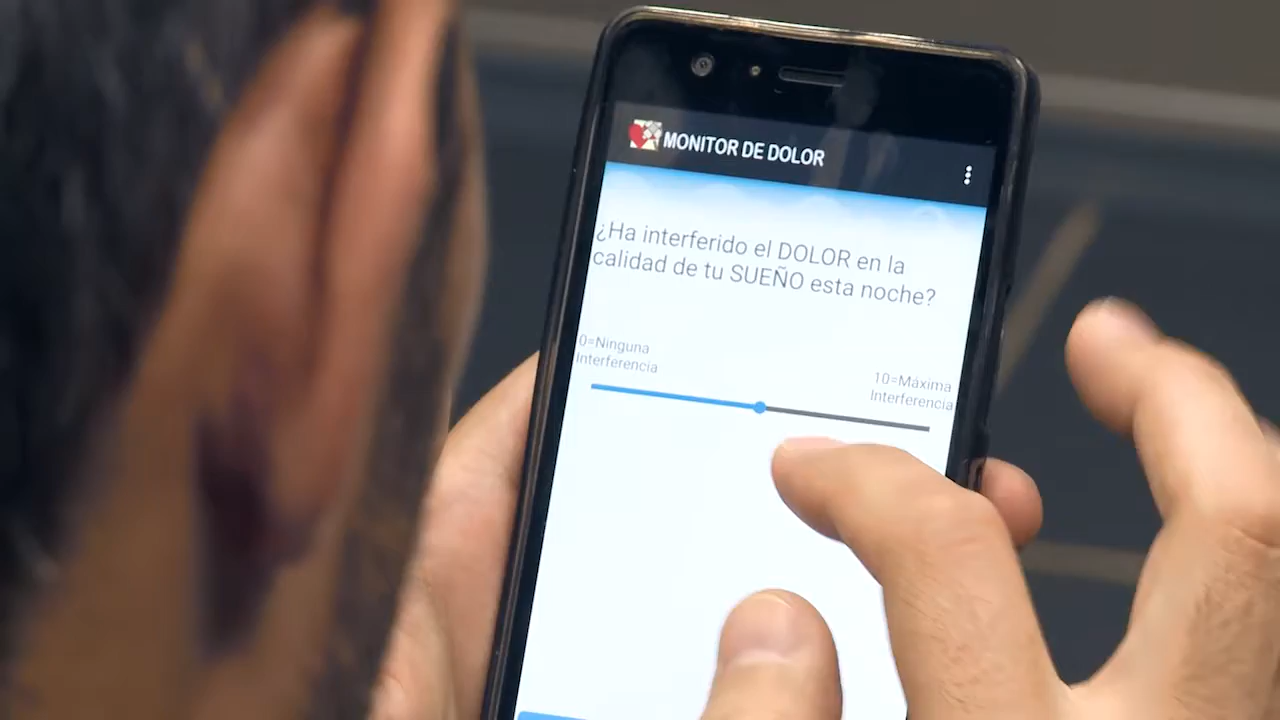 MONITOR DE DOLOR
¿Ha interferido el DOLOR en la
calidad de tu SUEÑO esta noche?
0=Ninguna
Interferencia
10=Máxima
Interferencia